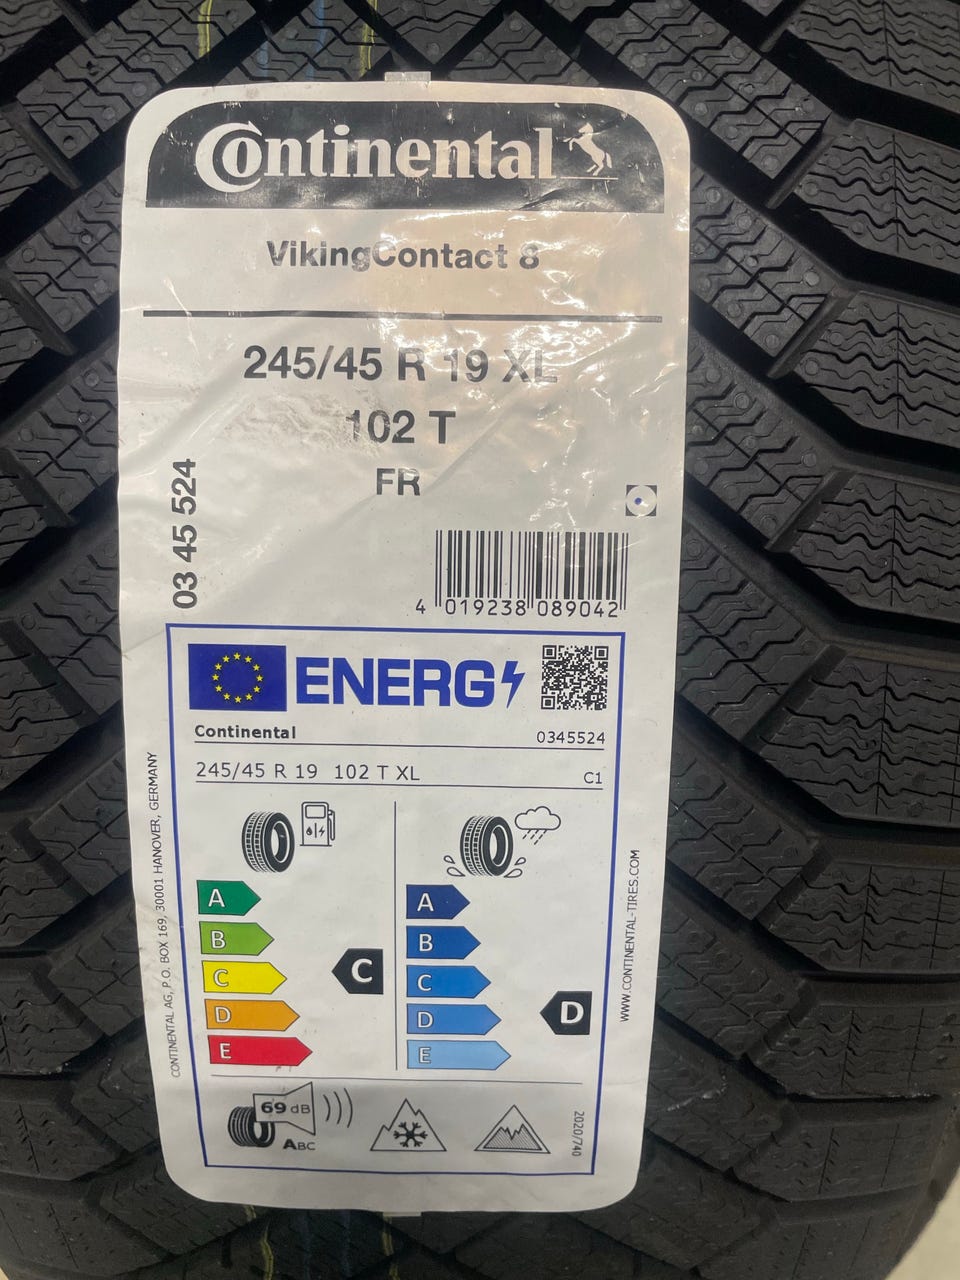 Continental
VikingContact 8
245/45 R 19 XL
102 T
FR
03 45 524
4 019238 089042
ENERG
Continental
0345524
245/45 R 19 102 T XL
C1
A
B
C
D
E
C
A
B
C
D
E
D
69 dB
ABC
2020/740
CONTINENTAL AG, P.O. BOX 169, 30001 HANOVER, GERMANY
WWW.CONTINENTAL-TIRES.COM